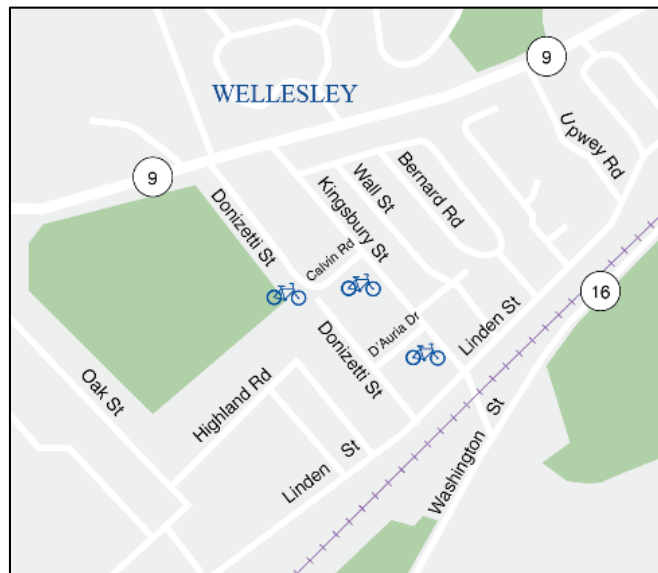 9
WELLESLEY
Upwey Rd
9
Bernard Rd
Wall St
Kingsbury St
Donizetti St
Calvin Rd
16
Linden St
D'Auria Dr
Donizetti St
Oak St
Highland Rd
Linden St
Washington St